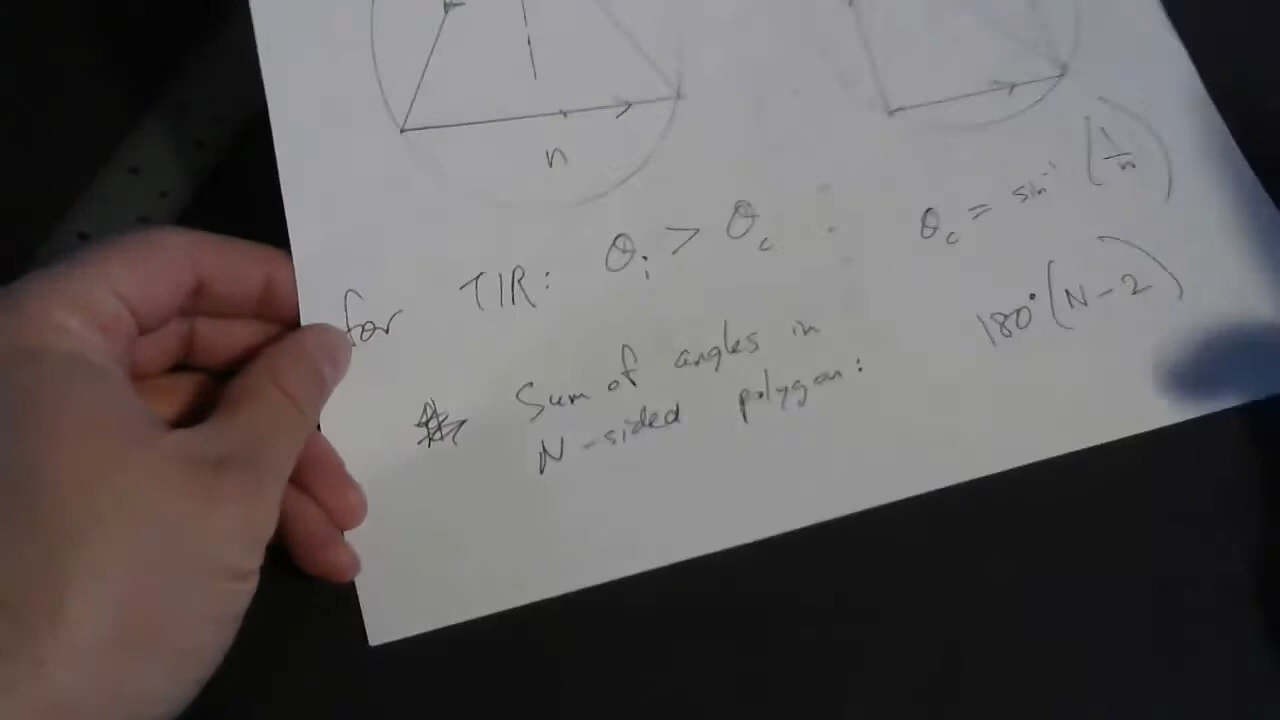 n
for TIR: θi > θc : θc = sin⁻¹ (1/n)
Sum of angles in
N-sided polygon: 180°(N-2)